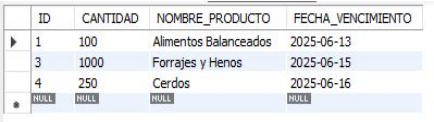 ID CANTIDAD NOMBRE_PRODUCTO FECHA_VENCIMIENTO
1 100 Alimentos Balanceados 2025-06-13
3 1000 Forrajes y Henos 2025-06-15
4 250 Cerdos 2025-06-16
NULL NULL NULL NULL